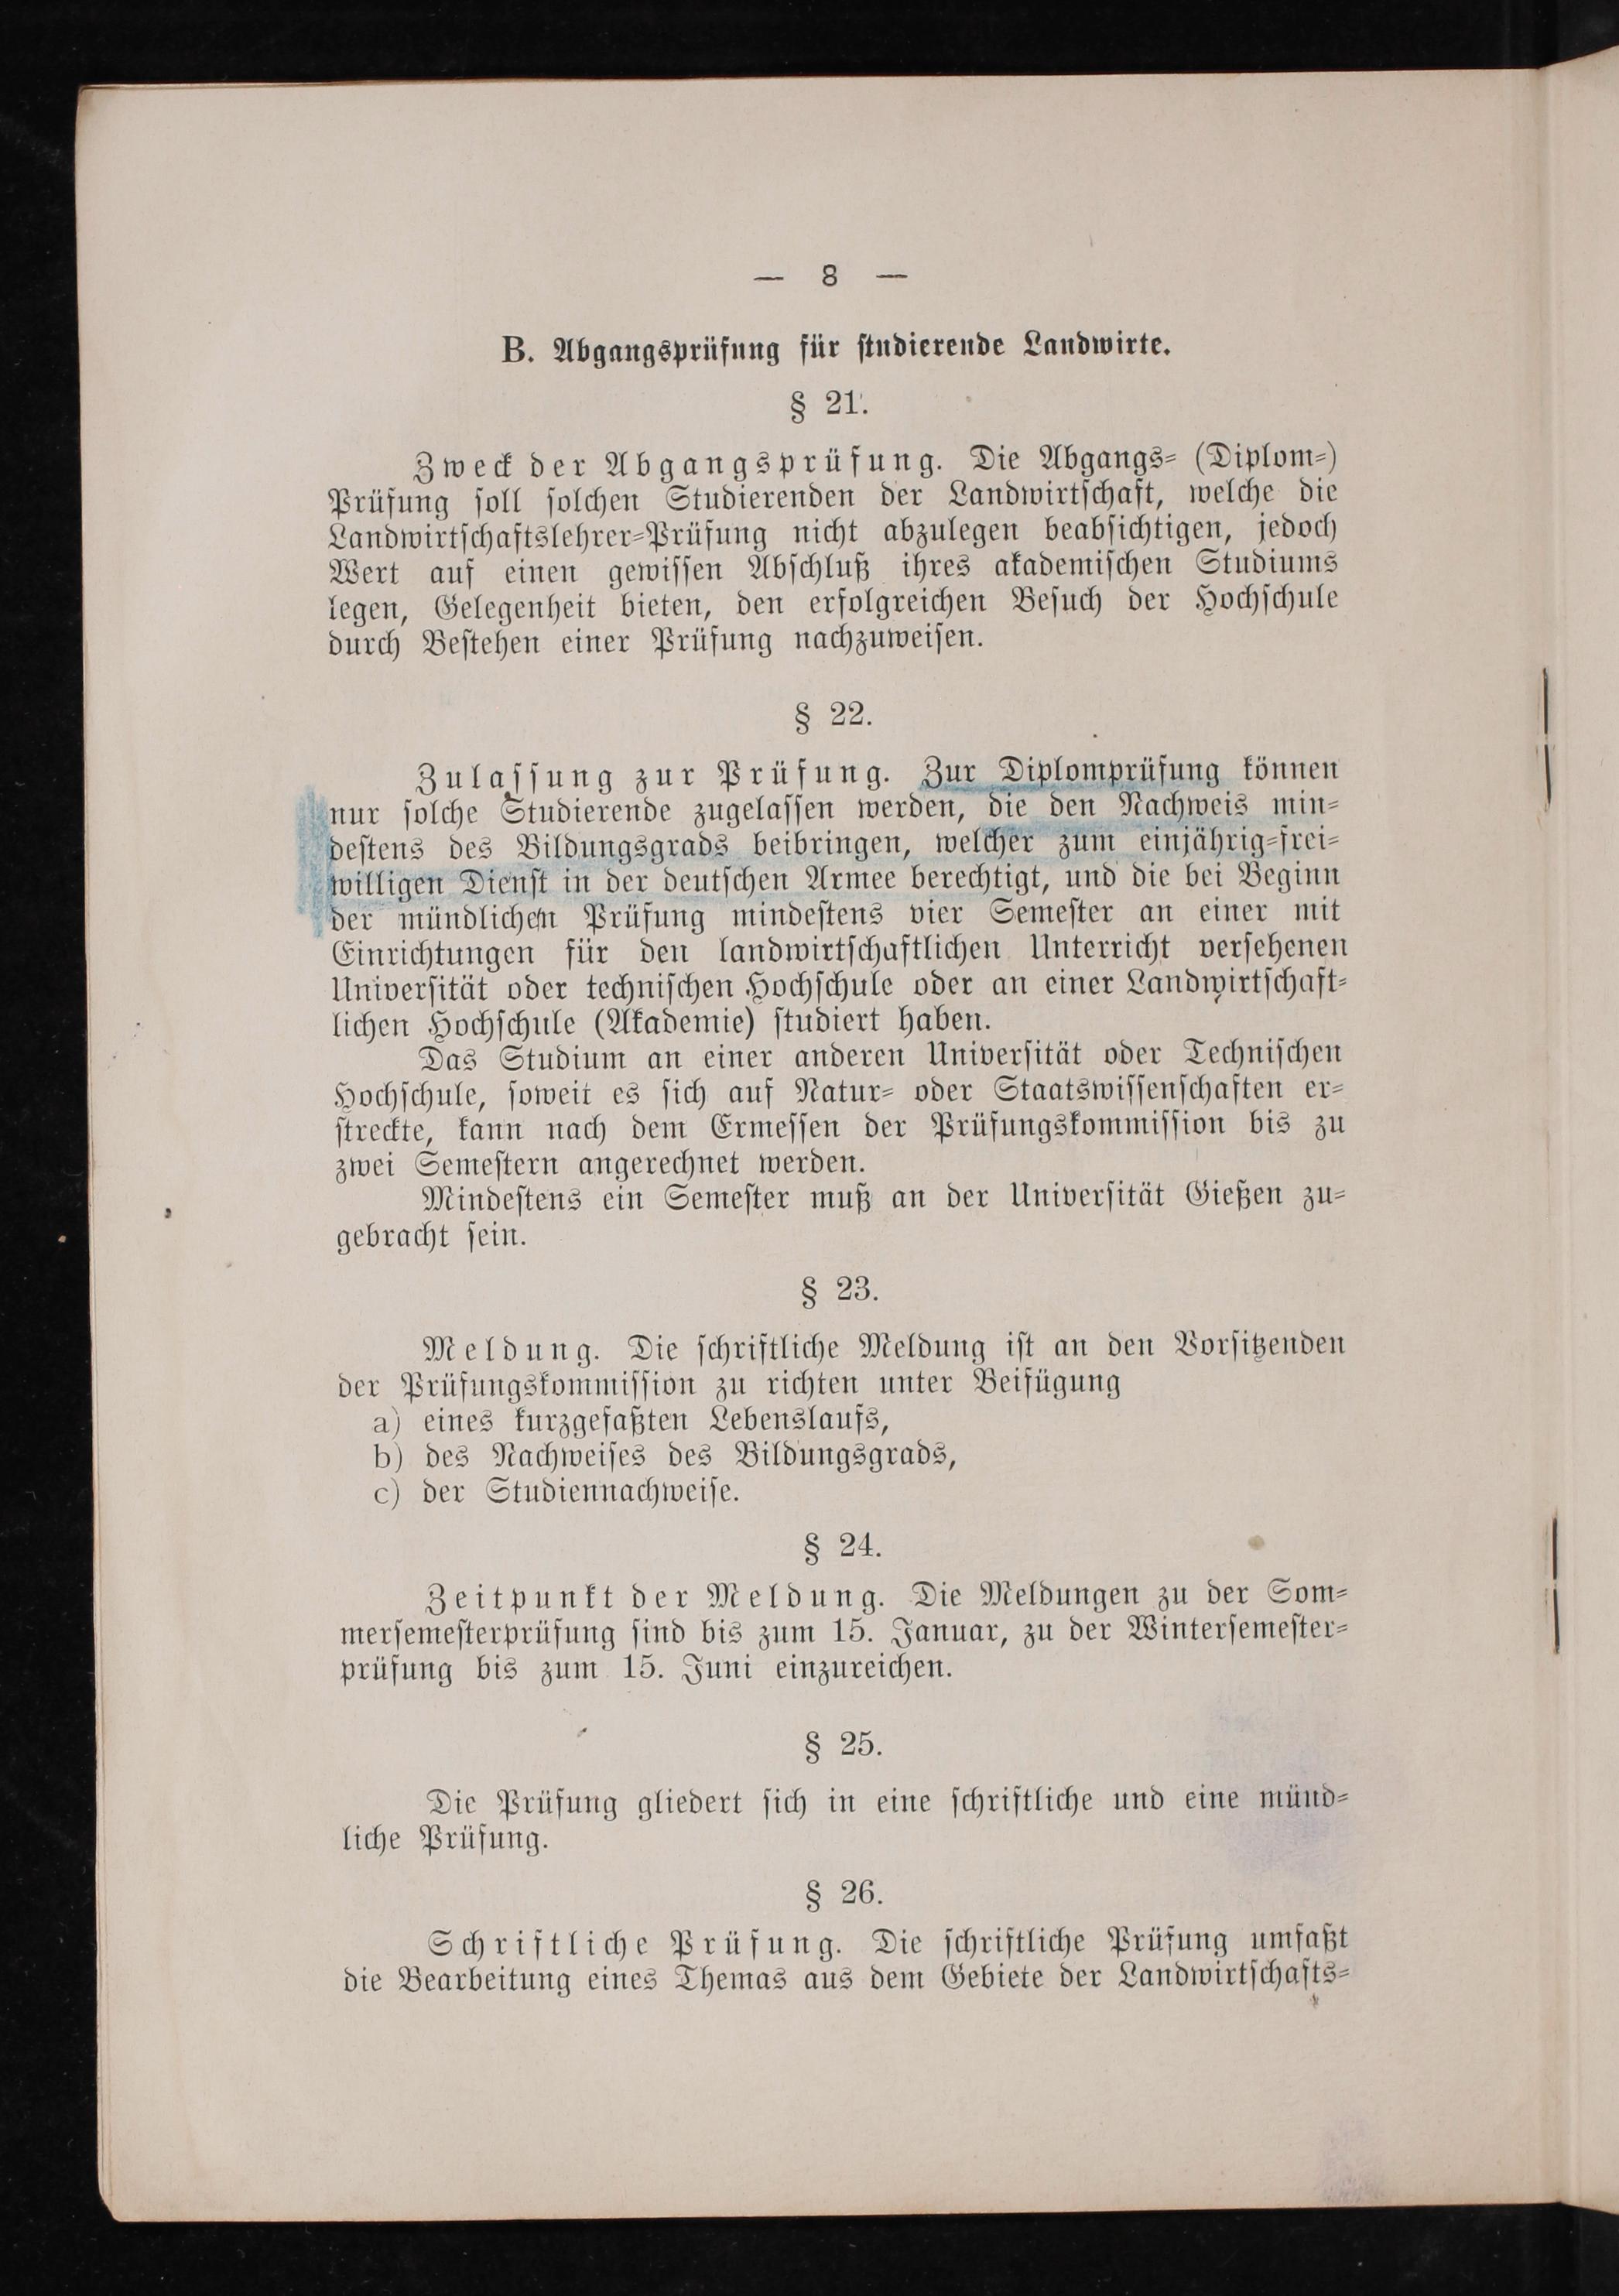 — 8 —
B. Abgangsprüfung für studierende Landwirte.
§ 21.
Zweck der Abgangsprüfung. Die Abgangs- (Diplom-)
Prüfung soll solchen Studierenden der Landwirtschaft, welche die
Landwirtschaftslehrer-Prüfung nicht abzulegen beabsichtigen, jedoch
Wert auf einen gewissen Abschluß ihres akademischen Studiums
legen, Gelegenheit bieten, den erfolgreichen Besuch der Hochschule
durch Bestehen einer Prüfung nachzuweisen.
§ 22.
Zulassung zur Prüfung. Zur Diplomprüfung können
nur solche Studierende zugelassen werden, die den Nachweis min-
destens des Bildungsgrads beibringen, welcher zum einjährig-frei-
willigen Dienst in der deutschen Armee berechtigt, und die bei Beginn
der mündlichen Prüfung mindestens vier Semester an einer mit
Einrichtungen für den landwirtschaftlichen Unterricht versehenen
Universität oder technischen Hochschule oder an einer Landwirtschaft-
lichen Hochschule (Akademie) studiert haben.
Das Studium an einer anderen Universität oder Technischen
Hochschule, soweit es sich auf Natur- oder Staatswissenschaften er-
streckte, kann nach dem Ermessen der Prüfungskommission bis zu
zwei Semestern angerechnet werden.
Mindestens ein Semester muß an der Universität Gießen zu-
gebracht sein.
§ 23.
Meldung. Die schriftliche Meldung ist an den Vorsitzenden
der Prüfungskommission zu richten unter Beifügung
a) eines kurzgefaßten Lebenslaufs,
b) des Nachweises des Bildungsgrads,
c) der Studiennachweise.
§ 24.
Zeitpunkt der Meldung. Die Meldungen zu der Som-
mersemesterprüfung sind bis zum 15. Januar, zu der Wintersemester-
prüfung bis zum 15. Juni einzureichen.
§ 25.
Die Prüfung gliedert sich in eine schriftliche und eine münd-
liche Prüfung.
§ 26.
Schriftliche Prüfung. Die schriftliche Prüfung umfaßt
die Bearbeitung eines Themas aus dem Gebiete der Landwirtschafts-